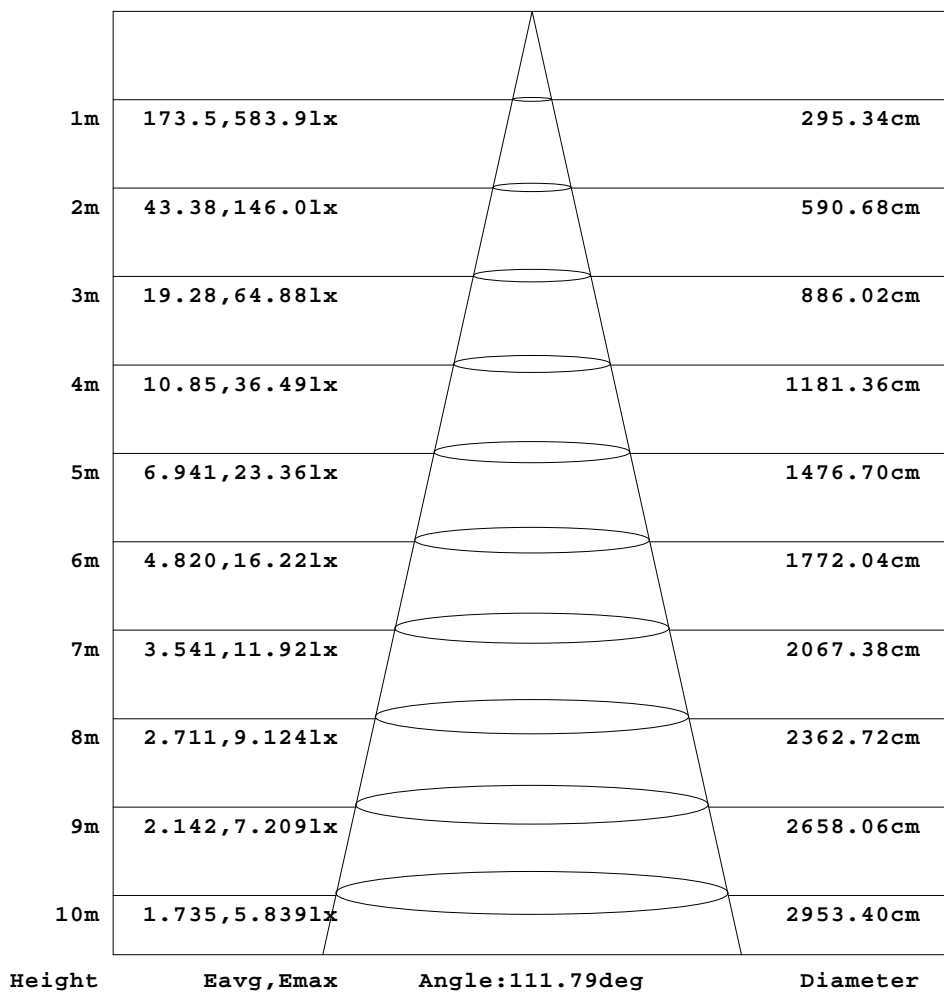 1m 173.5,583.9lx 295.34cm
2m 43.38,146.0lx 590.68cm
3m 19.28,64.88lx 886.02cm
4m 10.85,36.49lx 1181.36cm
5m 6.941,23.36lx 1476.70cm
6m 4.820,16.22lx 1772.04cm
7m 3.541,11.92lx 2067.38cm
8m 2.711,9.124lx 2362.72cm
9m 2.142,7.209lx 2658.06cm
10m 1.735,5.839lx 2953.40cm
Height Eavg,Emax Angle:111.79deg Diameter